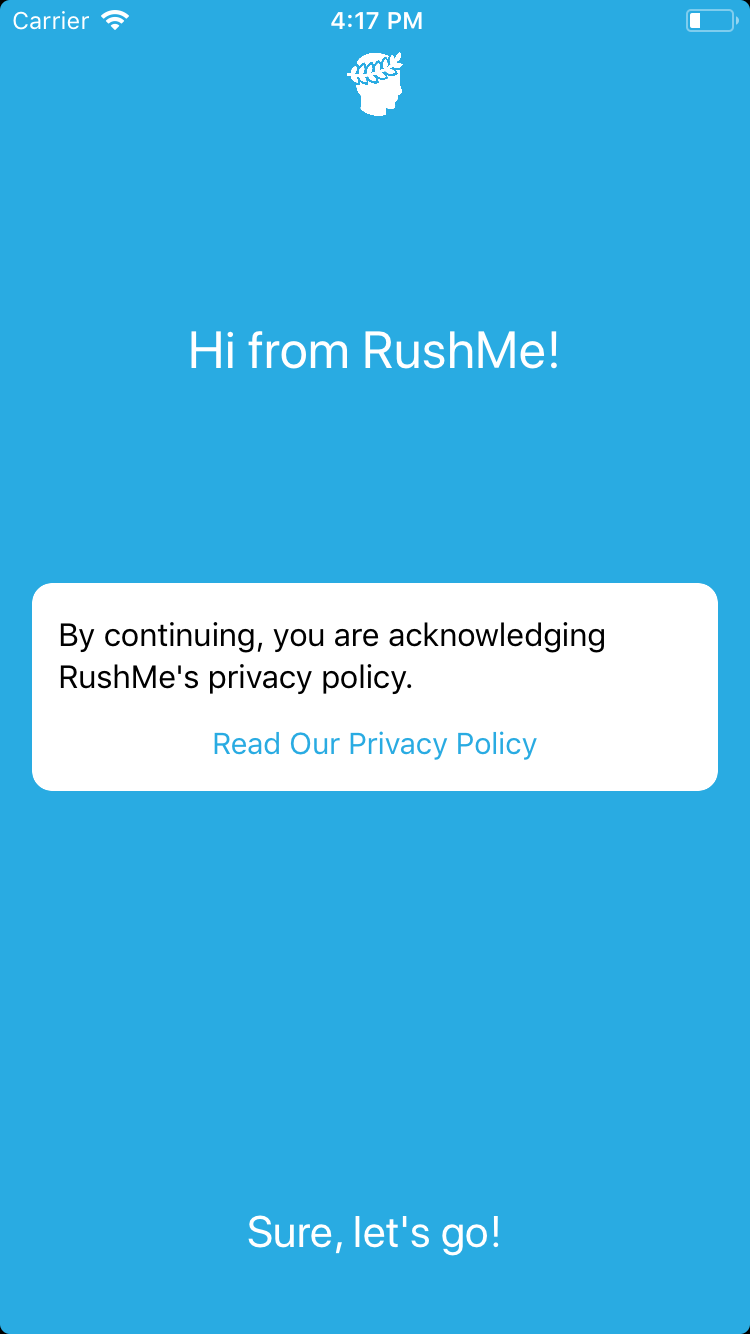 Carrier 4:17 PM
Hi from RushMe!
By continuing, you are acknowledging
RushMe's privacy policy.
Read Our Privacy Policy
Sure, let's go!